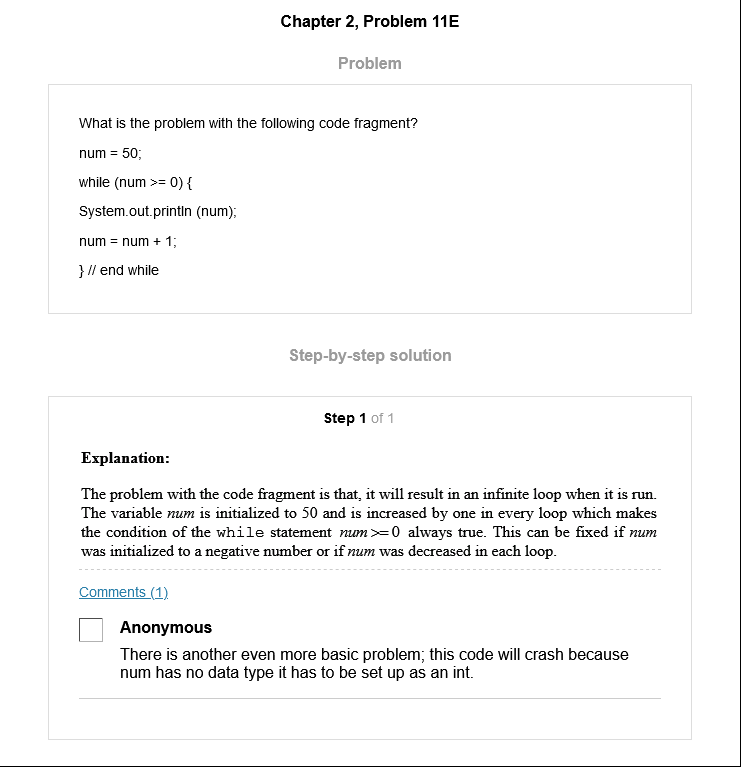 Chapter 2, Problem 11E
Problem
What is the problem with the following code fragment?
num = 50;
while (num >= 0) {
System.out.println (num);
num = num + 1;
} // end while
Step-by-step solution
Step 1 of 1
Explanation:
The problem with the code fragment is that, it will result in an infinite loop when it is run.
The variable num is initialized to 50 and is increased by one in every loop which makes
the condition of the while statement num >= 0 always true. This can be fixed if num
was initialized to a negative number or if num was decreased in each loop.
Comments (1)
Anonymous
There is another even more basic problem; this code will crash because
num has no data type it has to be set up as an int.